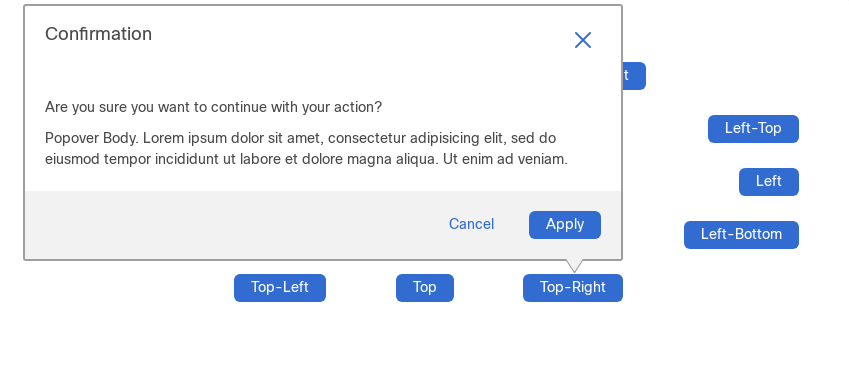 Confirmation
Are you sure you want to continue with your action?
Popover Body. Lorem ipsum dolor sit amet, consectetur adipisicing elit, sed do
eiusmod tempor incididunt ut labore et dolore magna aliqua. Ut enim ad veniam.
Cancel
Apply
Left-Top
Left
Left-Bottom
Top-Left
Top
Top-Right